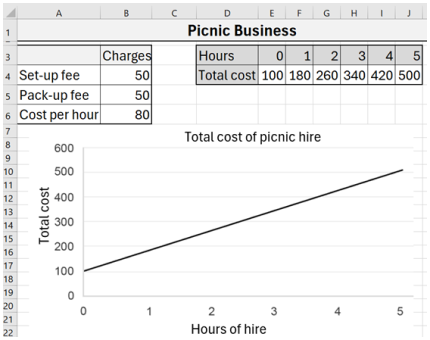 A B C D E F G H I J
1 Picnic Business
3 Charges Hours 0 1 2 3 4 5
4 Set-up fee 50 Total cost 100 180 260 340 420 500
5 Pack-up fee 50
6 Cost per hour 80
7
8 Total cost of picnic hire
9 600
10 500
11
12 400
13
14 300
15 Total cost
16 200
17
18 100
19
20 0
21 0 1 2 3 4 5
22 Hours of hire